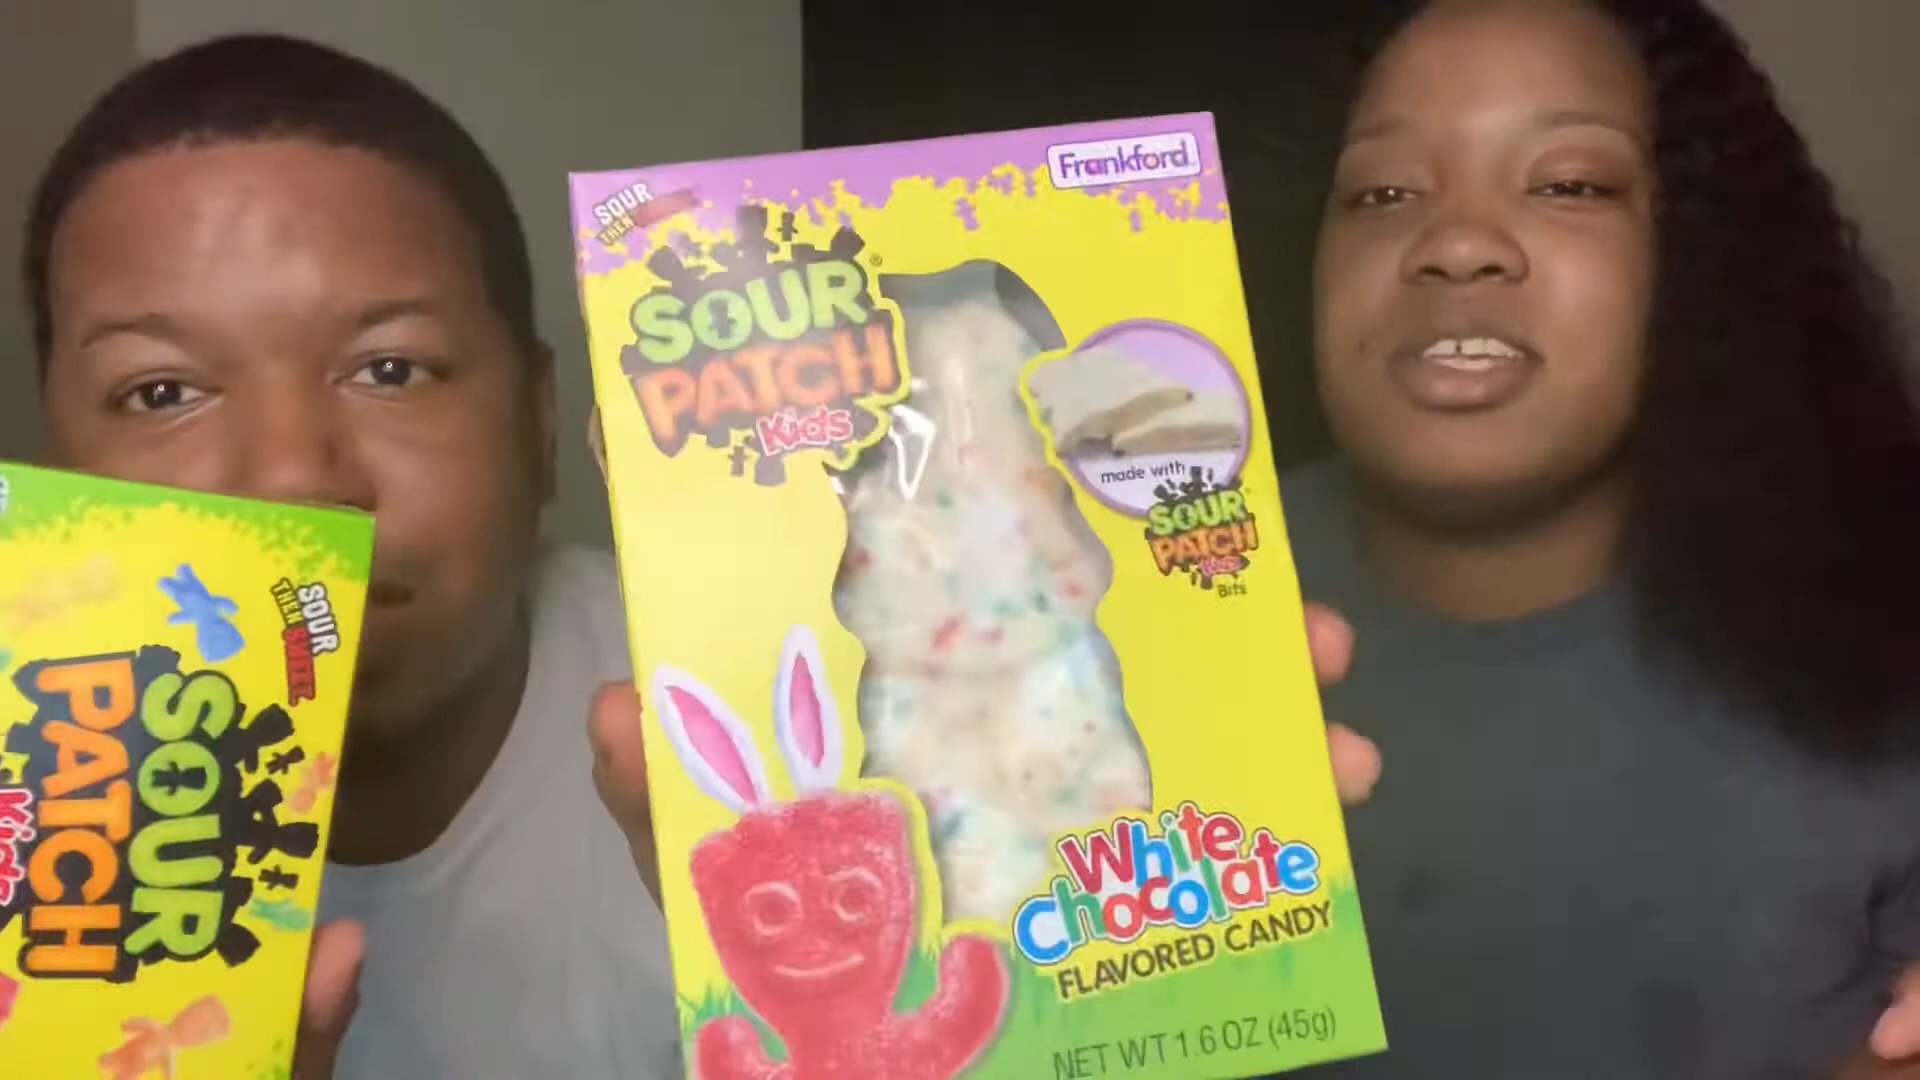 Frankford
SOUR
THEN
SOUR
PATCH
Kids
made with
SOUR
PATCH
Kids
Bits
White
Chocolate
FLAVORED CANDY
NET WT 1.6 OZ (45g)
SOUR
THEN SWEET
SOUR
PATCH
Kids